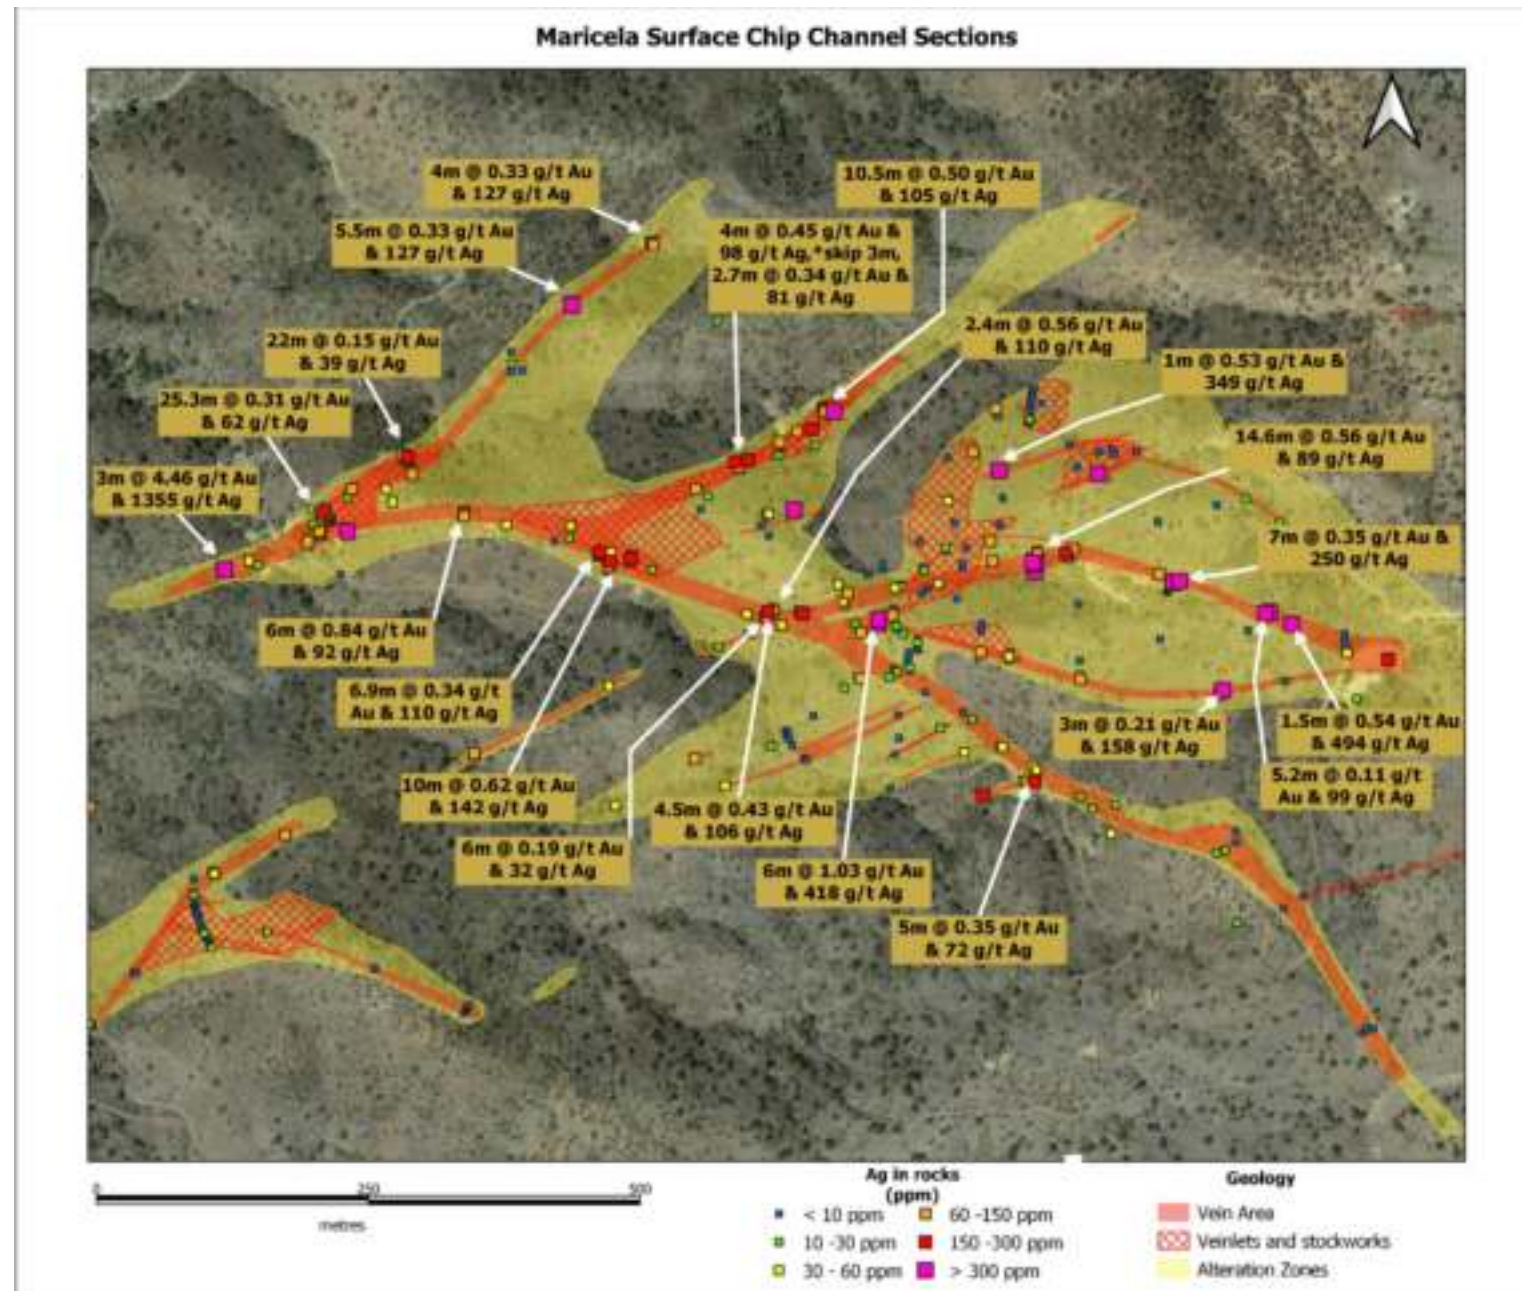 Maricela Surface Chip Channel Sections
4m @ 0.33 g/t Au
& 127 g/t Ag
10.5m @ 0.50 g/t Au
& 105 g/t Ag
5.5m @ 0.33 g/t Au
& 127 g/t Ag
4m @ 0.45 g/t Au &
98 g/t Ag,*skip 3m,
2.7m @ 0.34 g/t Au &
81 g/t Ag
22m @ 0.15 g/t Au
& 39 g/t Ag
2.4m @ 0.56 g/t Au
& 110 g/t Ag
1m @ 0.53 g/t Au &
349 g/t Ag
25.3m @ 0.31 g/t Au
& 62 g/t Ag
14.6m @ 0.56 g/t Au
& 89 g/t Ag
3m @ 4.46 g/t Au
& 1355 g/t Ag
7m @ 0.35 g/t Au &
250 g/t Ag
6m @ 0.84 g/t Au
& 92 g/t Ag
6.9m @ 0.34 g/t
Au & 110 g/t Ag
3m @ 0.21 g/t Au
& 158 g/t Ag
1.5m @ 0.54 g/t Au
& 494 g/t Ag
10m @ 0.62 g/t Au
& 142 g/t Ag
5.2m @ 0.11 g/t
Au & 99 g/t Ag
4.5m @ 0.43 g/t Au
& 106 g/t Ag
6m @ 0.19 g/t Au
& 32 g/t Ag
6m @ 1.03 g/t Au
& 418 g/t Ag
5m @ 0.35 g/t Au
& 72 g/t Ag
0 250 500
metres
Ag in rocks
(ppm)
< 10 ppm
10 -30 ppm
30 - 60 ppm
60 -150 ppm
150 -300 ppm
> 300 ppm
Geology
Vein Area
Veinlets and stockworks
Alteration Zones